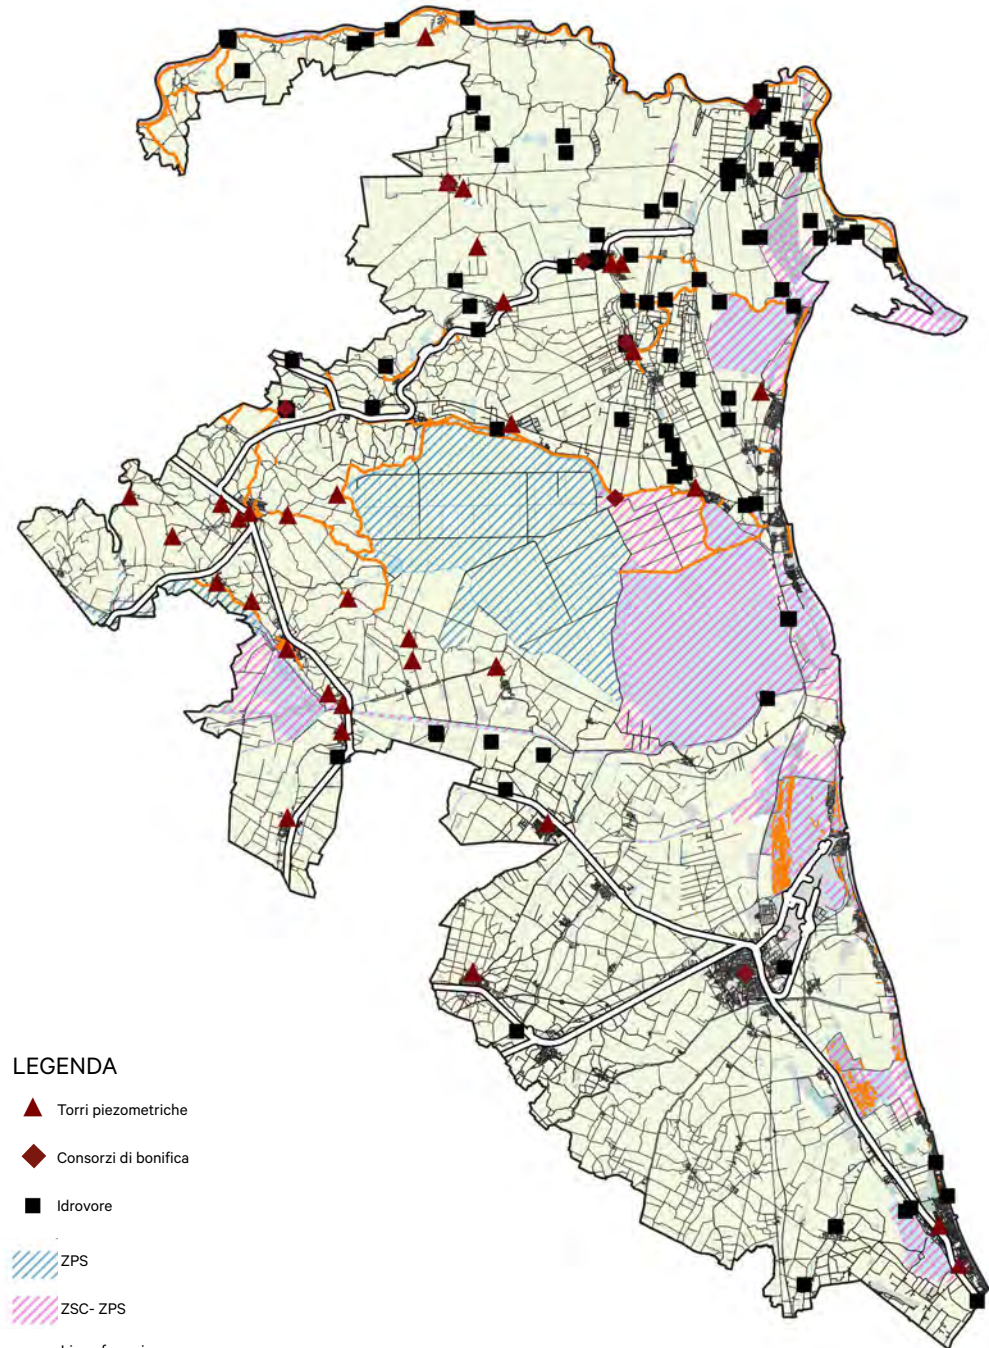 LEGENDA
Torri piezometriche
Consorzi di bonifica
Idrovore
ZPS
ZSC- ZPS